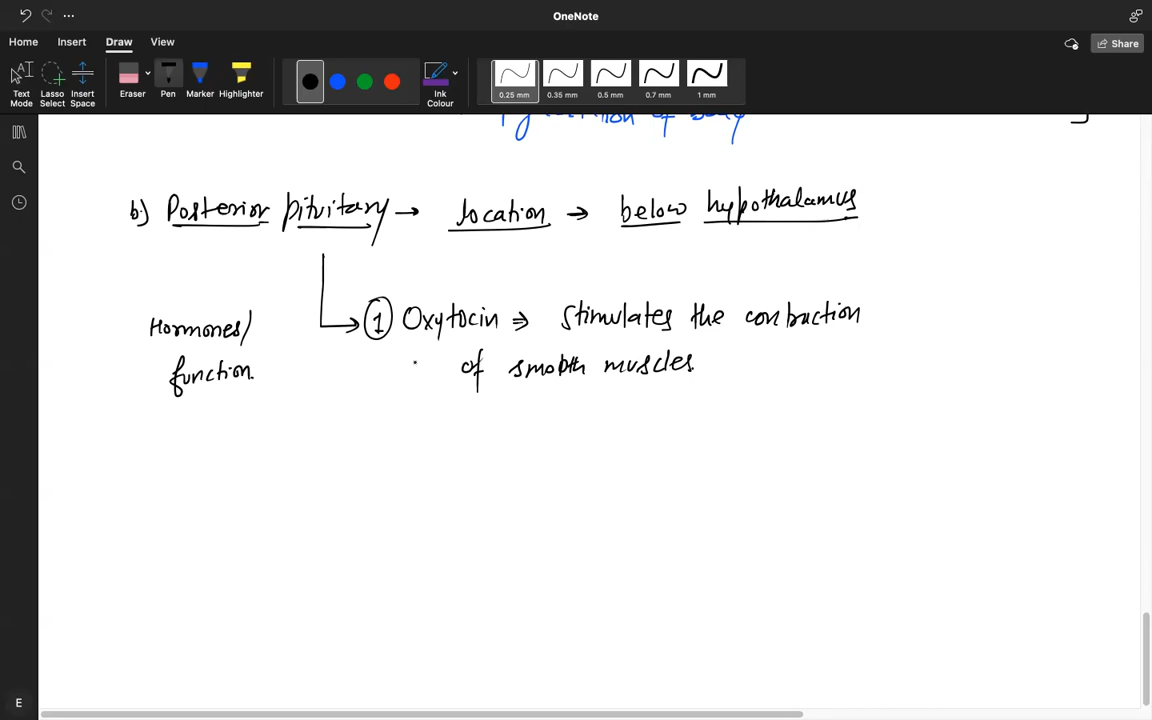 OneNote
Home Insert Draw View
Share
Text Mode
Lasso Select
Insert Space
Eraser
Pen
Marker
Highlighter
Ink Colour
0.25 mm
0.35 mm
0.5 mm
0.7 mm
1 mm
of body
b.) Posterior pituitary → location → below hypothalamus
Hormones/
function.
① Oxytocin ⇒ stimulates the contraction
of smooth muscles.
E